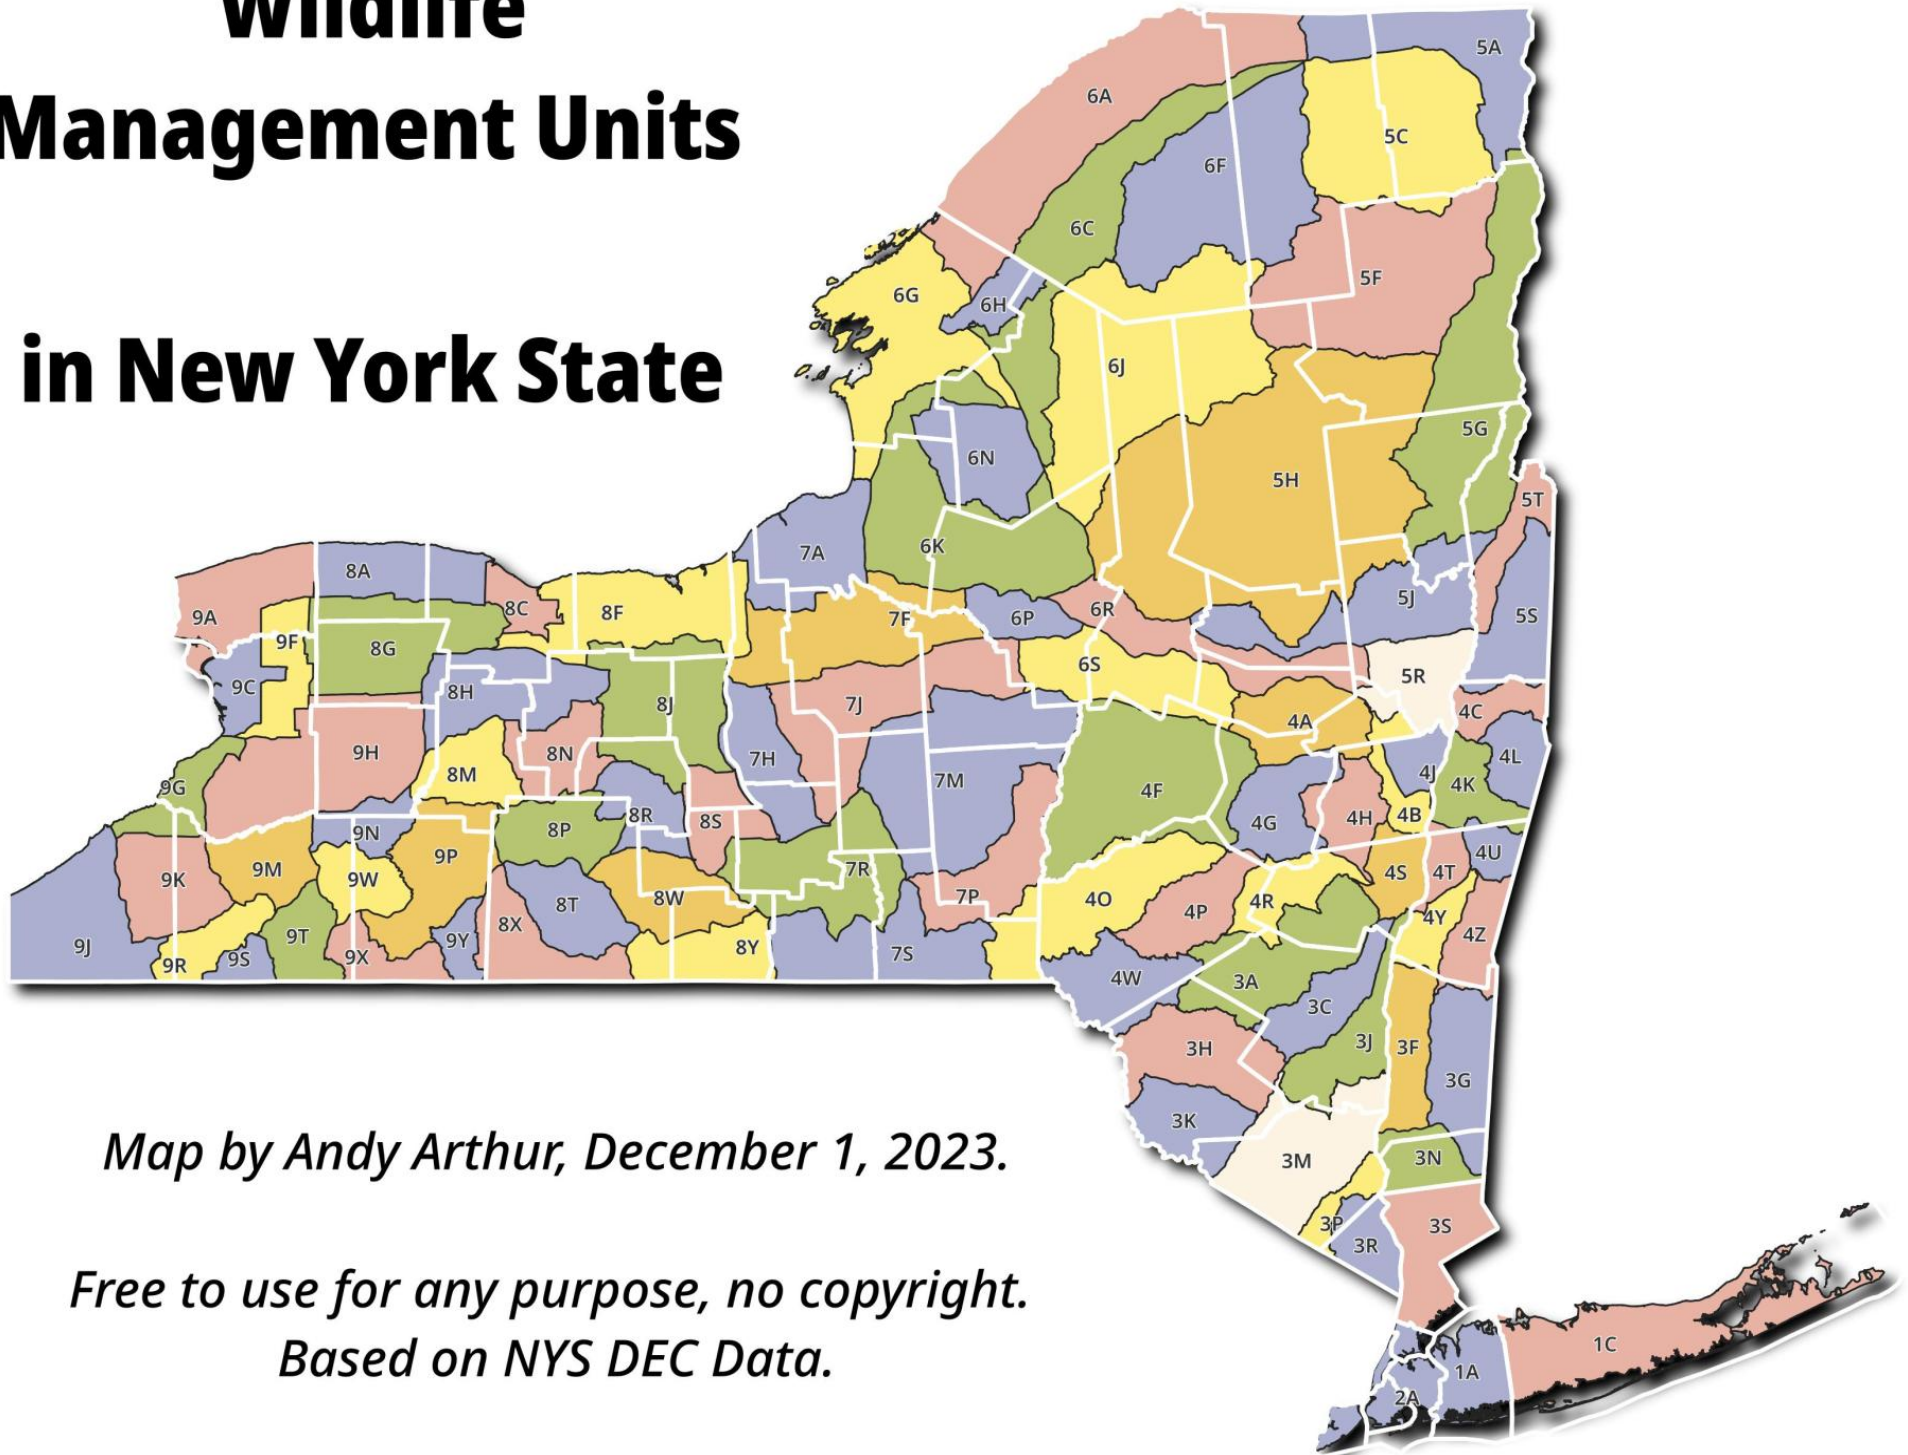 Wildlife
Management Units
in New York State
5A
6A
5C
6F
6C
5F
6G
6H
6J
5G
6N
5H
5T
6K
7A
8A
8C
8F
9A
9F
8G
7F
6P
6R
5J
5S
6S
5R
9C
8H
8J
7J
4A
4C
9H
8N
7H
7M
4L
9G
8M
4F
4J
4K
8P
8R
8S
4G
4H
4B
9N
9P
4U
9K
9M
9W
7R
4S
4T
8W
7P
4O
4P
4R
8T
4Y
4Z
9J
9R
9S
9T
9X
9Y
8X
8Y
7S
4W
3A
3C
3H
3J
3F
3G
3K
3M
3N
3P
3R
3S
1C
1A
2A
Map by Andy Arthur, December 1, 2023.
Free to use for any purpose, no copyright.
Based on NYS DEC Data.